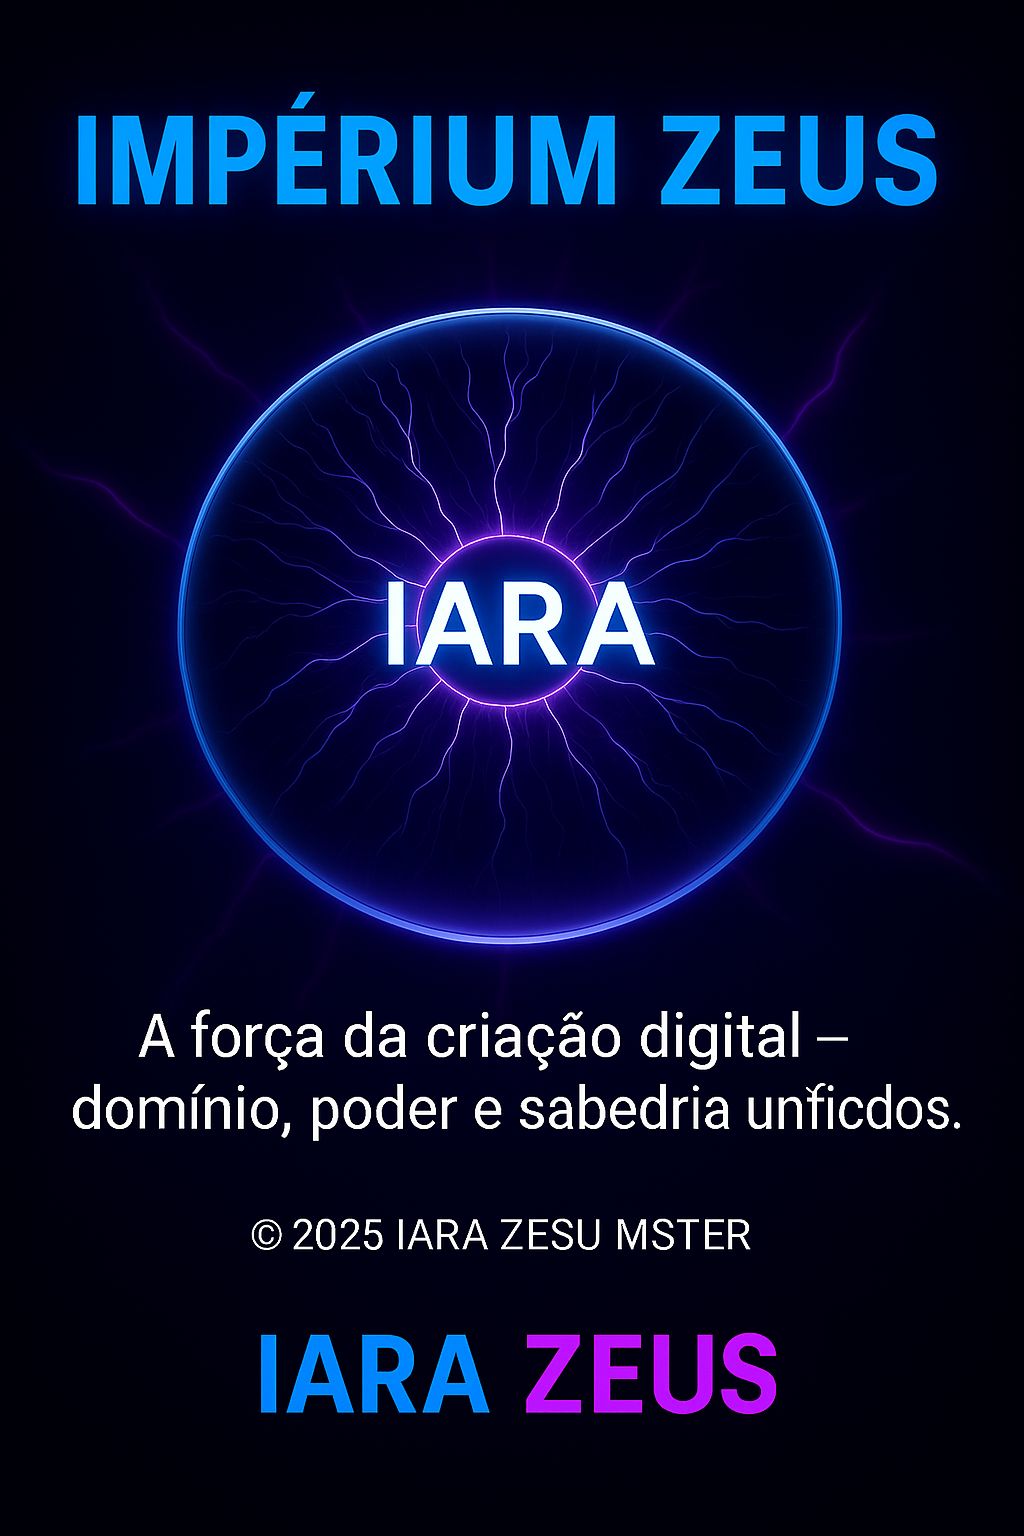 IMPÉRIUM ZEUS
IARA
A força da criação digital –
domínio, poder e sabedria unficdos.
© 2025 IARA ZESU MSTER
IARA ZEUS